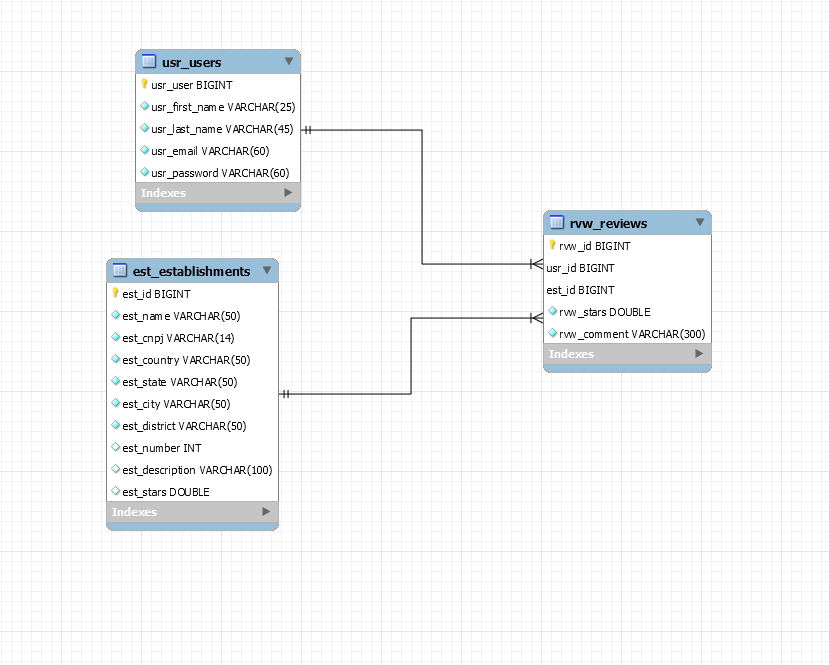 usr_users
usr_user BIGINT
usr_first_name VARCHAR(25)
usr_last_name VARCHAR(45)
usr_email VARCHAR(60)
usr_password VARCHAR(60)
Indexes
est_establishments
est_id BIGINT
est_name VARCHAR(50)
est_cnpj VARCHAR(14)
est_country VARCHAR(50)
est_state VARCHAR(50)
est_city VARCHAR(50)
est_district VARCHAR(50)
est_number INT
est_description VARCHAR(100)
est_stars DOUBLE
Indexes
rvw_reviews
rvw_id BIGINT
usr_id BIGINT
est_id BIGINT
rvw_stars DOUBLE
rvw_comment VARCHAR(300)
Indexes